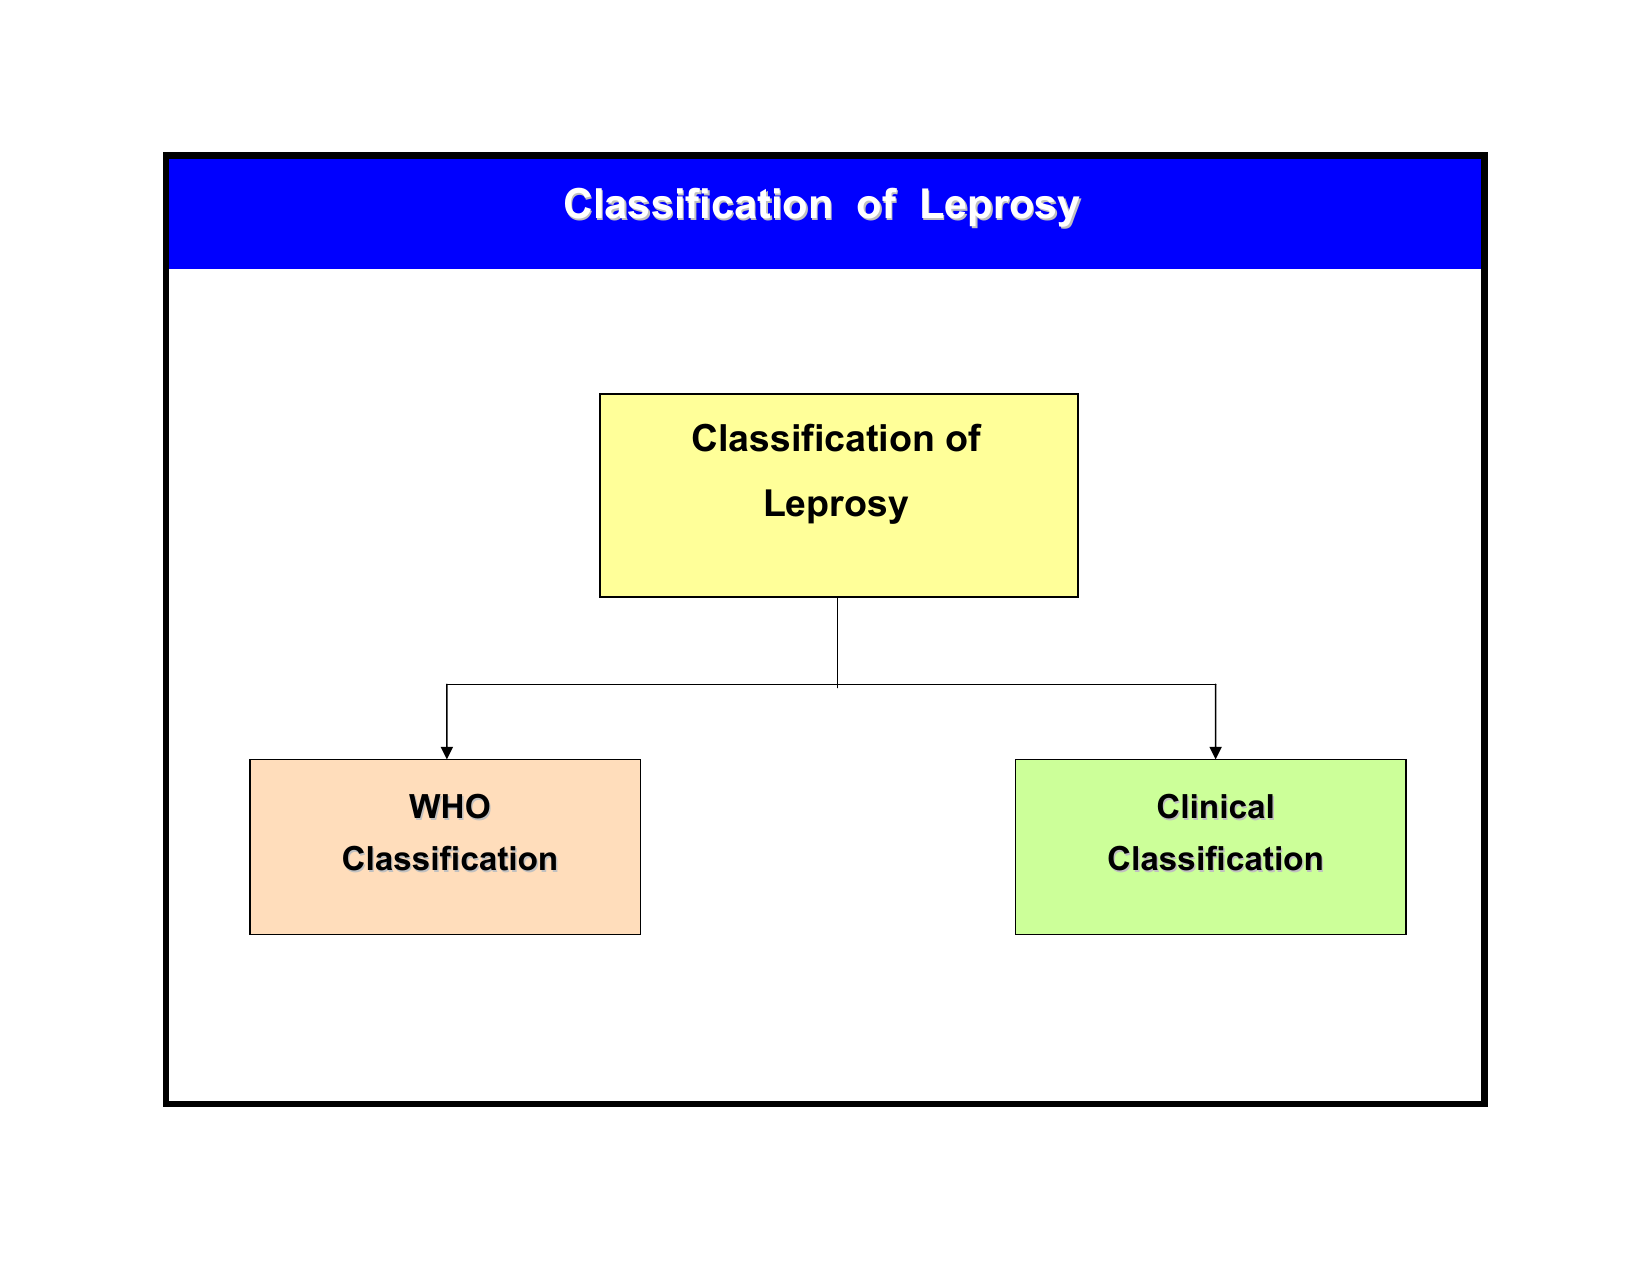 Classification of Leprosy
Classification of
Leprosy
WHO
Classification
Clinical
Classification